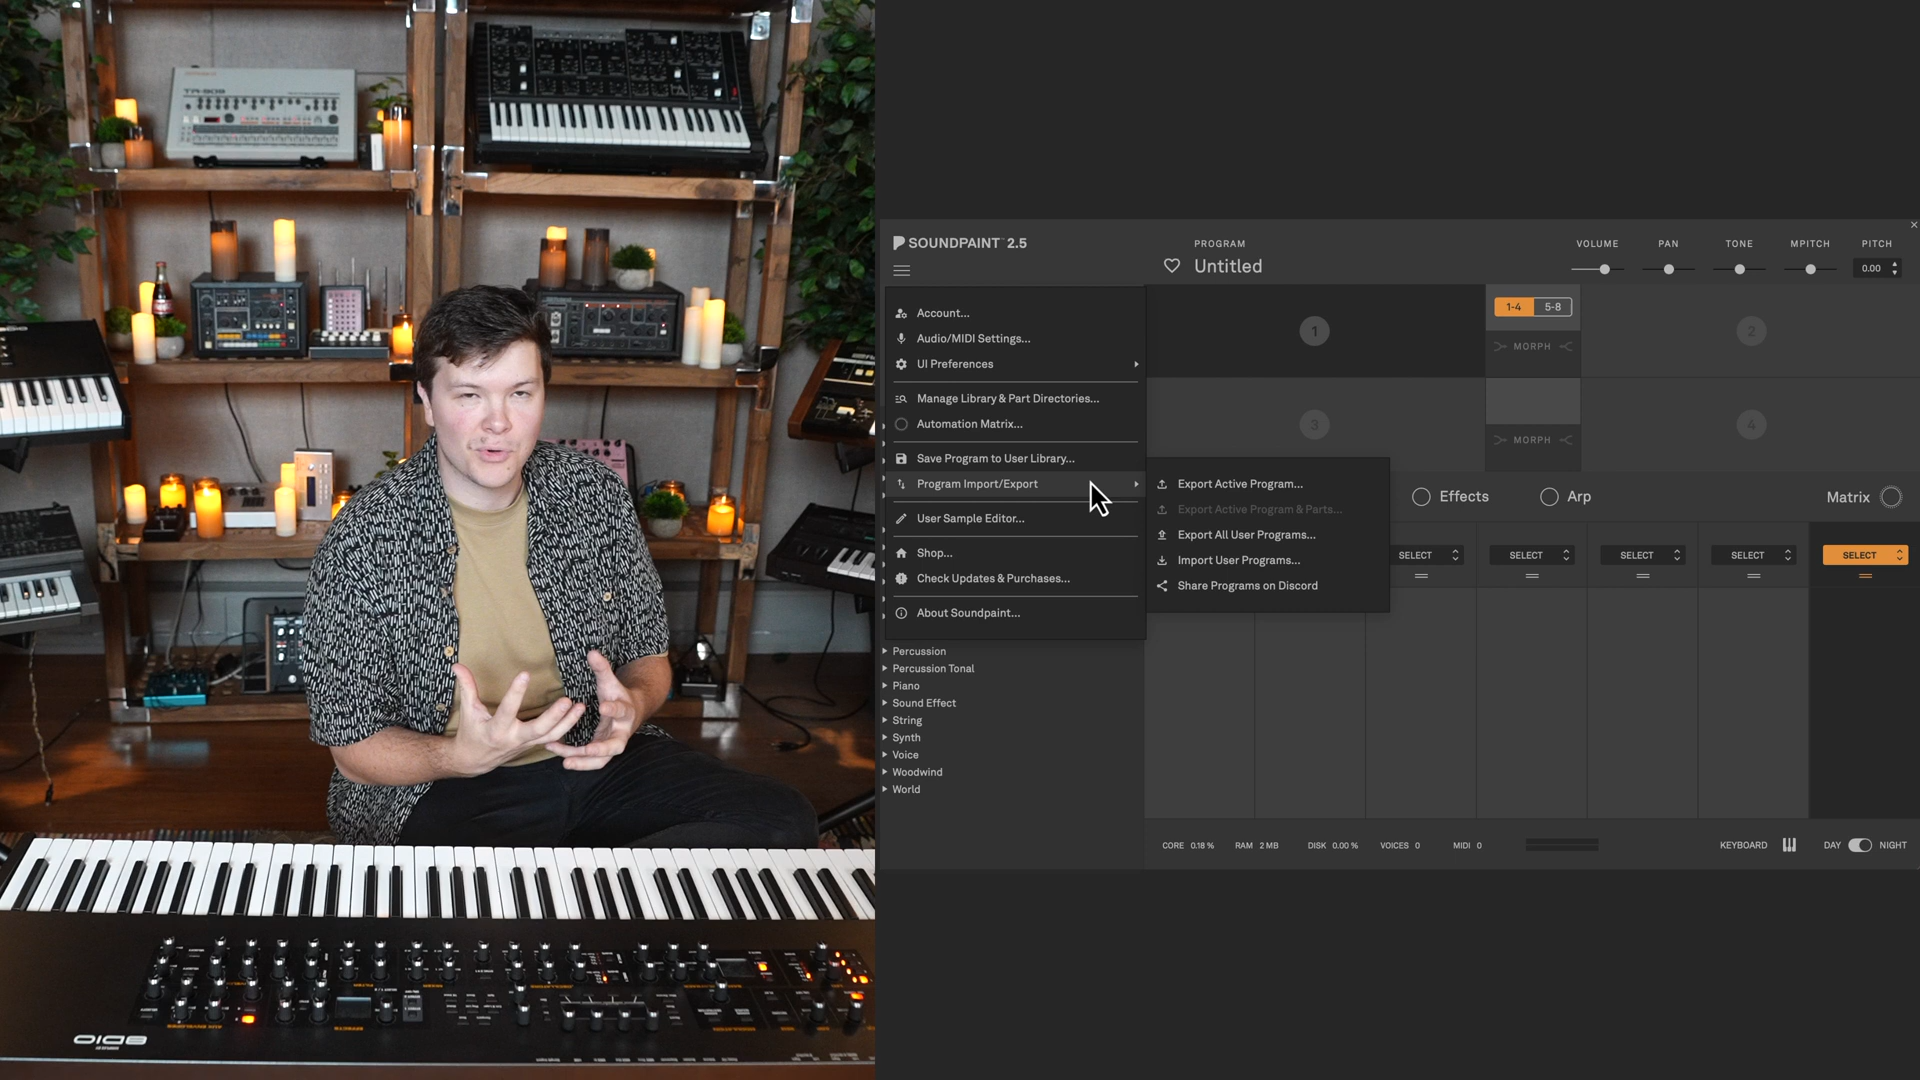 TR-909
SOUNDPAINT™ 2.5
PROGRAM
Untitled
VOLUME
PAN
TONE
MPITCH
PITCH
0.00
Account...
Audio/MIDI Settings...
UI Preferences
Manage Library & Part Directories...
Automation Matrix...
Save Program to User Library...
Program Import/Export
User Sample Editor...
Shop...
Check Updates & Purchases...
About Soundpaint...
Export Active Program...
Export Active Program & Parts...
Export All User Programs...
Import User Programs...
Share Programs on Discord
1
1-4
5-8
MORPH
2
3
MORPH
4
Effects
Arp
Matrix
SELECT
SELECT
SELECT
SELECT
SELECT
Percussion
Percussion Tonal
Piano
Sound Effect
String
Synth
Voice
Woodwind
World
CORE 0.18 %
RAM 2 MB
DISK 0.00 %
VOICES 0
MIDI 0
KEYBOARD
DAY
NIGHT
8DIO